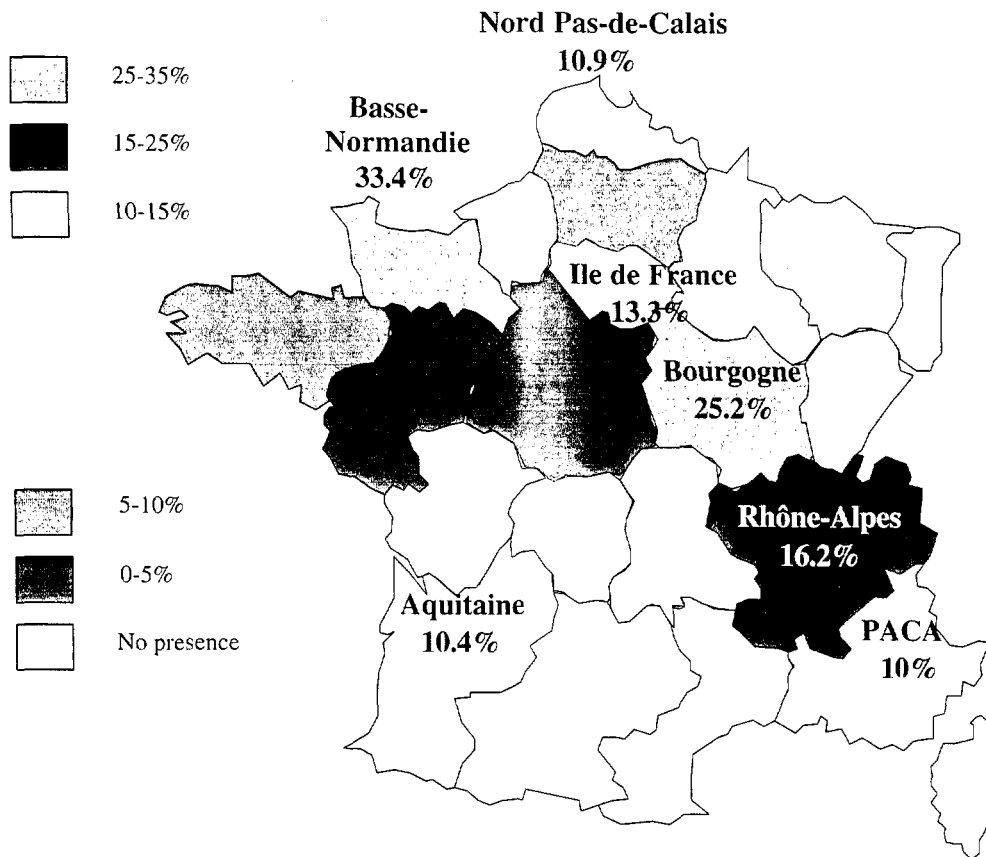 Nord Pas-de-Calais
10.9%
25-35%
15-25%
10-15%
Basse-
Normandie
33.4%
Ile de France
13.3%
Bourgogne
25.2%
5-10%
0-5%
No presence
Rhône-Alpes
16.2%
Aquitaine
10.4%
PACA
10%